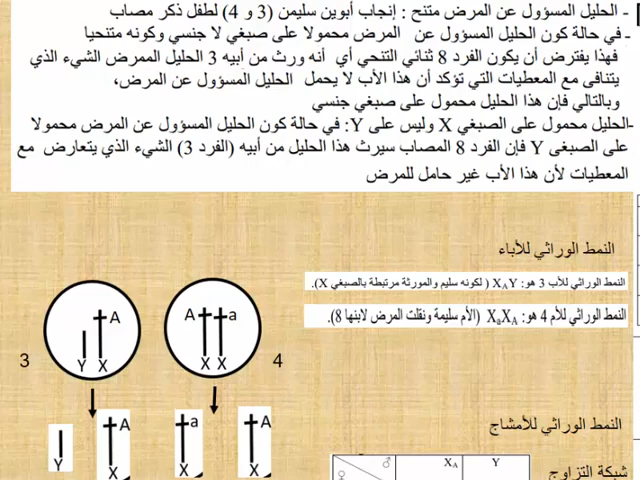 - الحليل المسؤول عن المرض متنح : إنجاب أبوين سليمن (3 و 4) لطفل ذكر مصاب
- في حالة كون الحليل المسؤول عن المرض محمولا على صبغي لا جنسي وكونه متنحيا
فهذا يفترض أن يكون الفرد 8 ثنائي التنحي أي أنه ورث من أبيه 3 الحليل الممرض الشيء الذي
يتنافى مع المعطيات التي تؤكد أن هذا الأب لا يحمل الحليل المسؤول عن المرض،
وبالتالي فإن هذا الحليل محمول على صبغي جنسي
-الحليل محمول على الصبغي X وليس على Y: في حالة كون الحليل المسؤول عن المرض محمولا
على الصبغى Y فإن الفرد 8 المصاب سيرث هذا الحليل من أبيه (الفرد 3) الشيء الذي يتعارض مع
المعطيات لأن هذا الأب غير حامل للمرض
النمط الوراثي للأباء
النمط الوراثي للأب 3 هو: XAY ( لكونه سليم والمورثة مرتبطة بالصبغي X).
النمط الوراثي للأم 4 هو: XaXA (الأم سليمة ونقلت المرض لابنها 8).
A
A a
Y X
X X
3
4
النمط الوراثي للأمشاج
Y
A
X
a
X
A
X
شبكة التزاوج
♂
♀
XA
Y